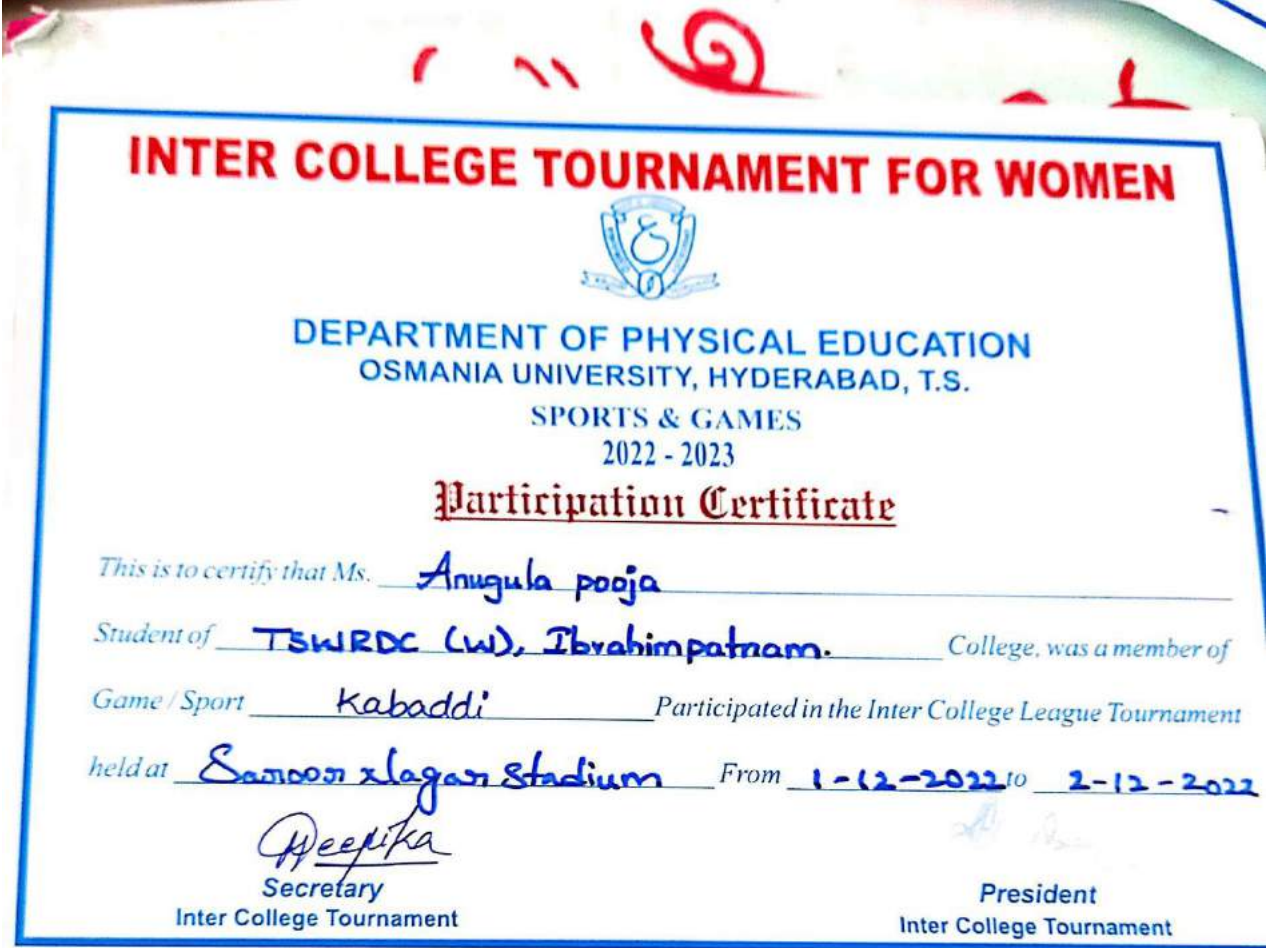 INTER COLLEGE TOURNAMENT FOR WOMEN
DEPARTMENT OF PHYSICAL EDUCATION
OSMANIA UNIVERSITY, HYDERABAD, T.S.
SPORTS & GAMES
2022 - 2023
Participation Certificate
This is to certify that Ms. Anugula pooja
Student of TSWRDC (W), Ibrahimpatnam. College, was a member of
Game / Sport Kabaddi Participated in the Inter College League Tournament
held at Saroor Nagar Stadium From 1-12-2022 to 2-12-2022
Deepika
Secretary
Inter College Tournament
President
Inter College Tournament